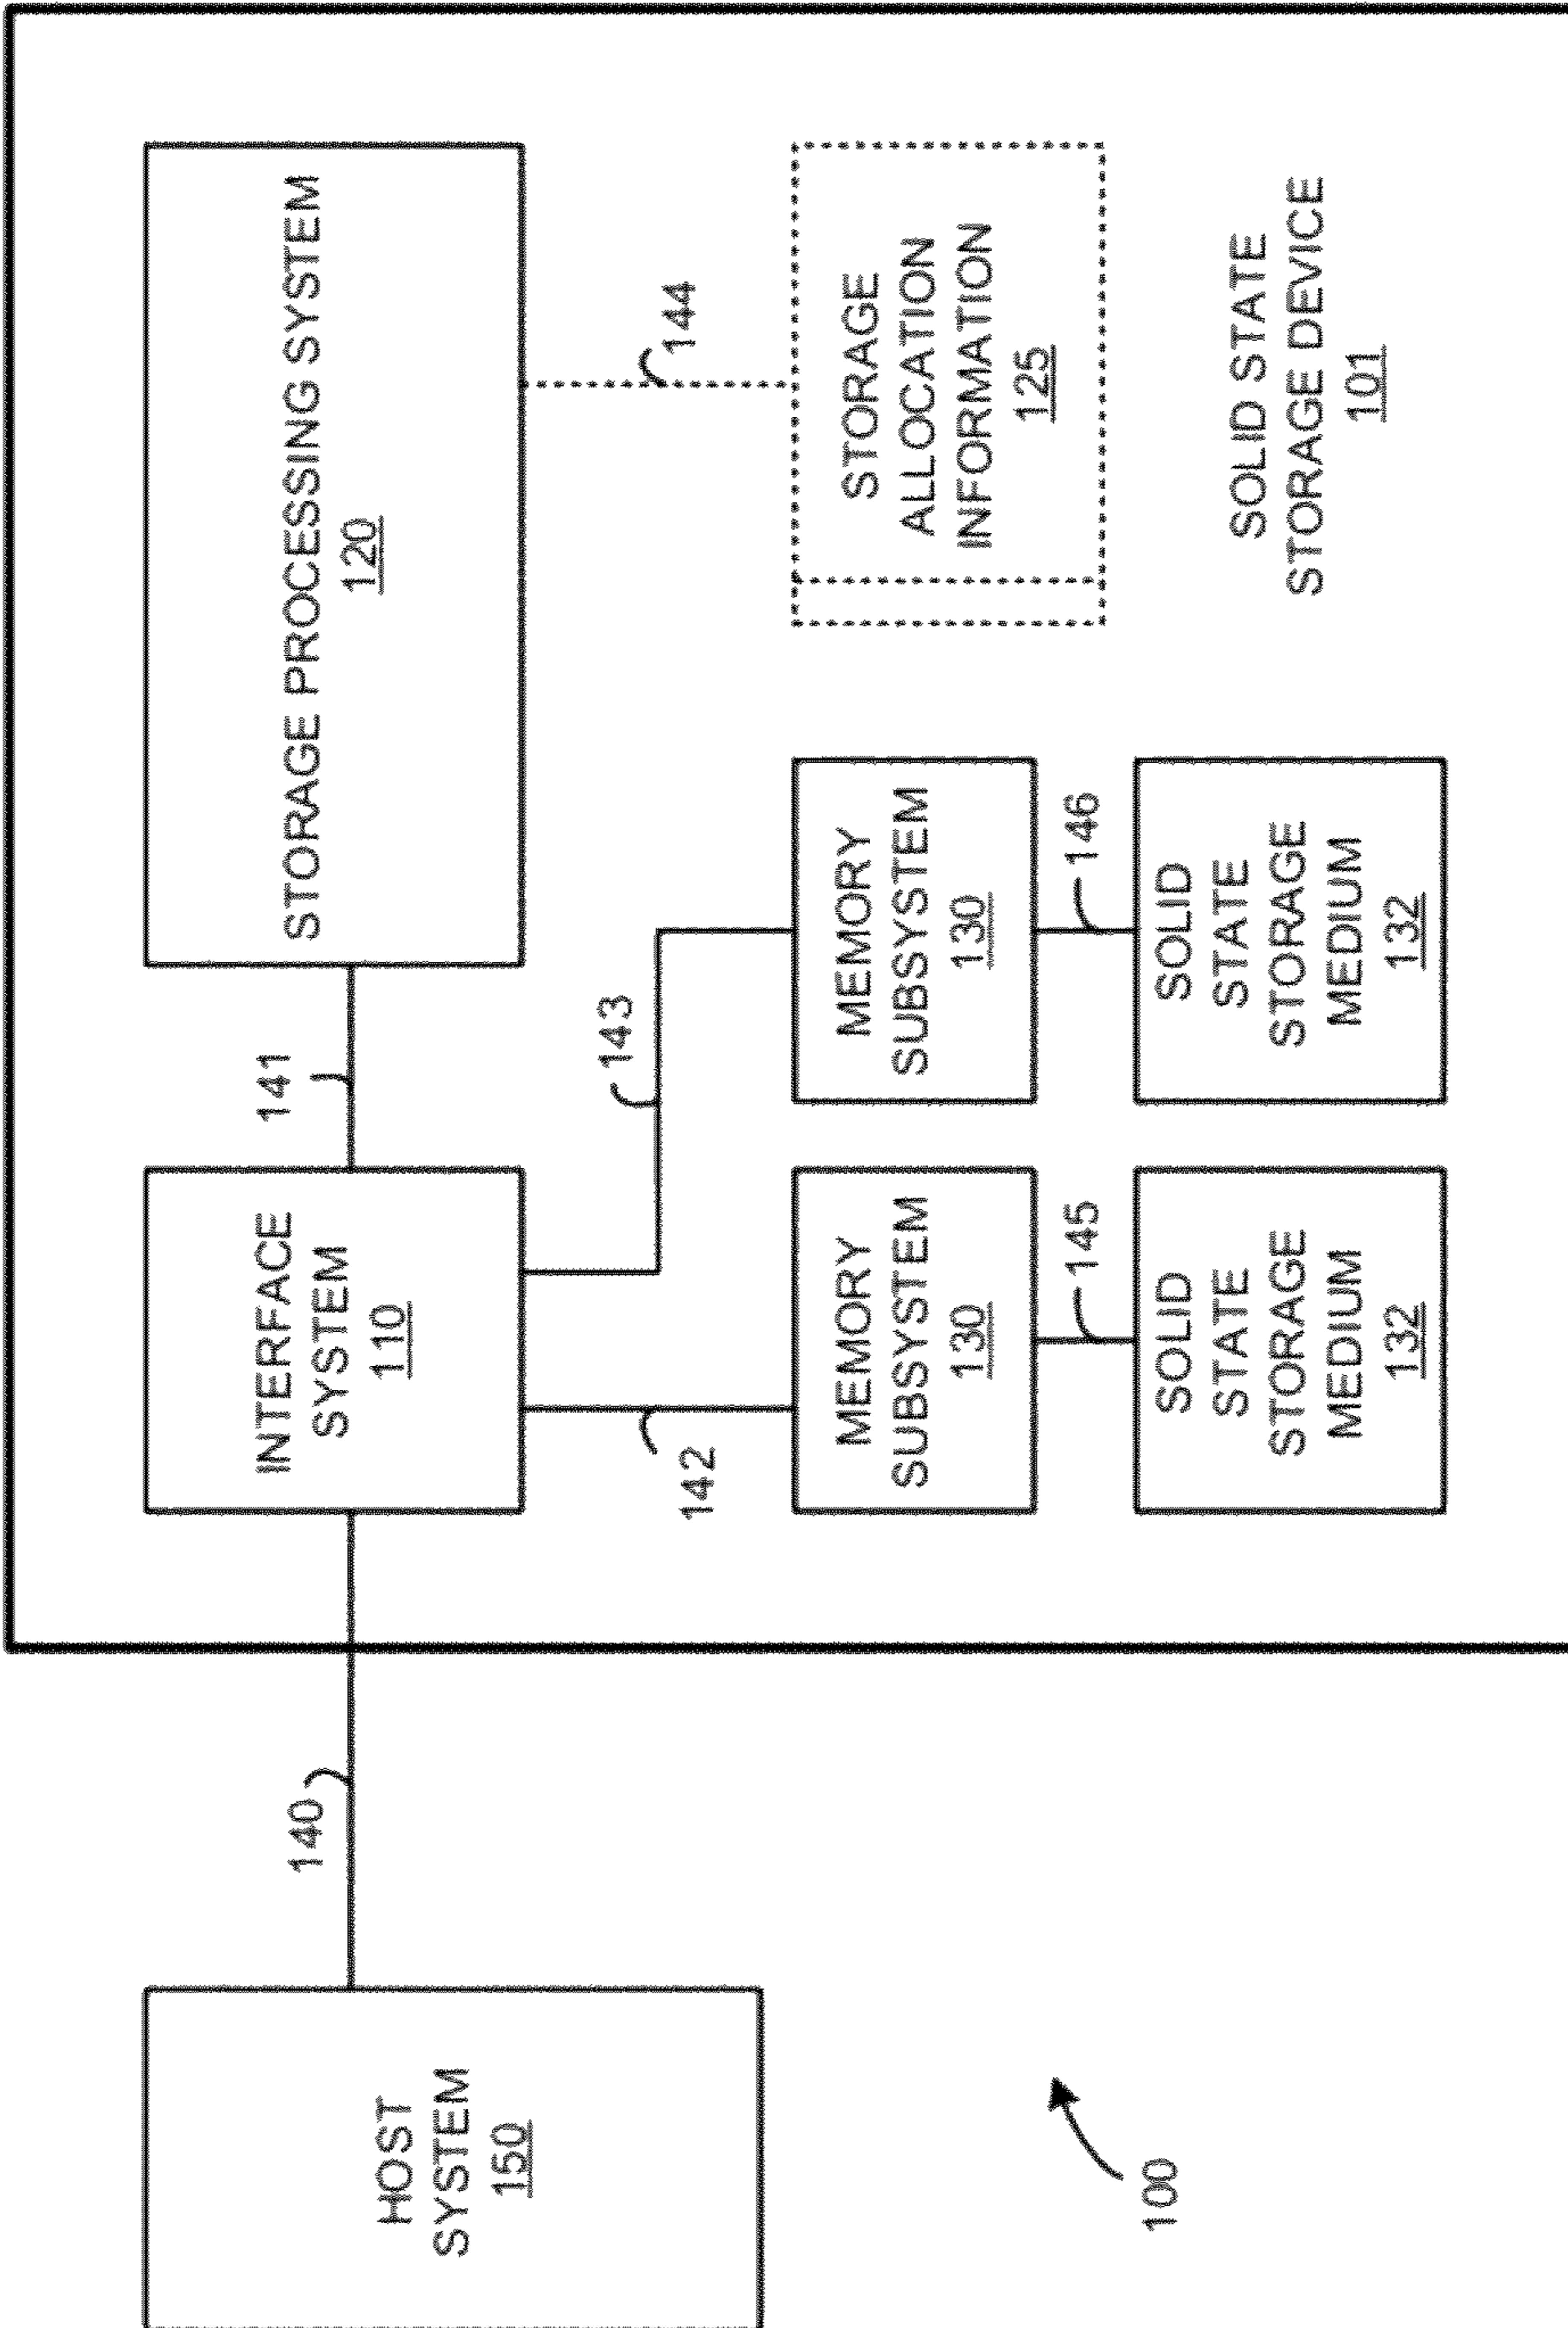 HOST
SYSTEM
150
100
140
INTERFACE
SYSTEM
110
141
STORAGE PROCESSING SYSTEM
120
142
143
144
MEMORY
SUBSYSTEM
130
MEMORY
SUBSYSTEM
130
STORAGE
ALLOCATION
INFORMATION
125
145
146
SOLID
STATE
STORAGE
MEDIUM
132
SOLID
STATE
STORAGE
MEDIUM
132
SOLID STATE
STORAGE DEVICE
101